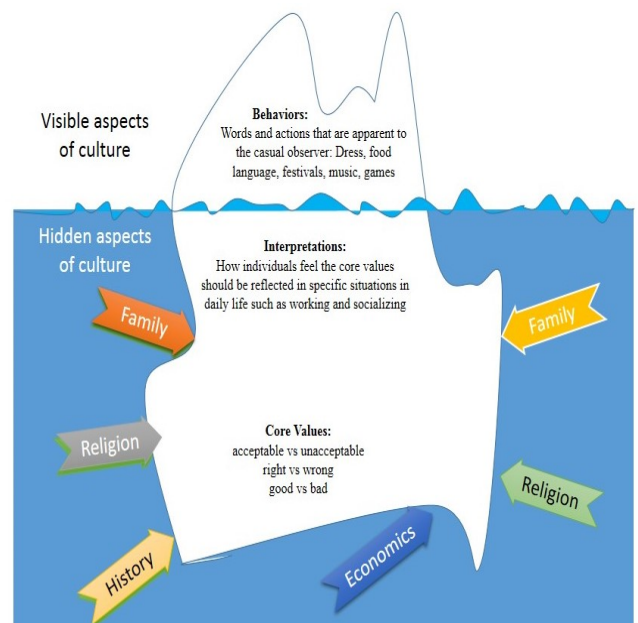 Visible aspects
of culture
Behaviors:
Words and actions that are apparent to
the casual observer: Dress, food
language, festivals, music, games
Hidden aspects
of culture
Interpretations:
How individuals feel the core values
should be reflected in specific situations in
daily life such as working and socializing
Family
Family
Religion
Core Values:
acceptable vs unacceptable
right vs wrong
good vs bad
Religion
History
Economics